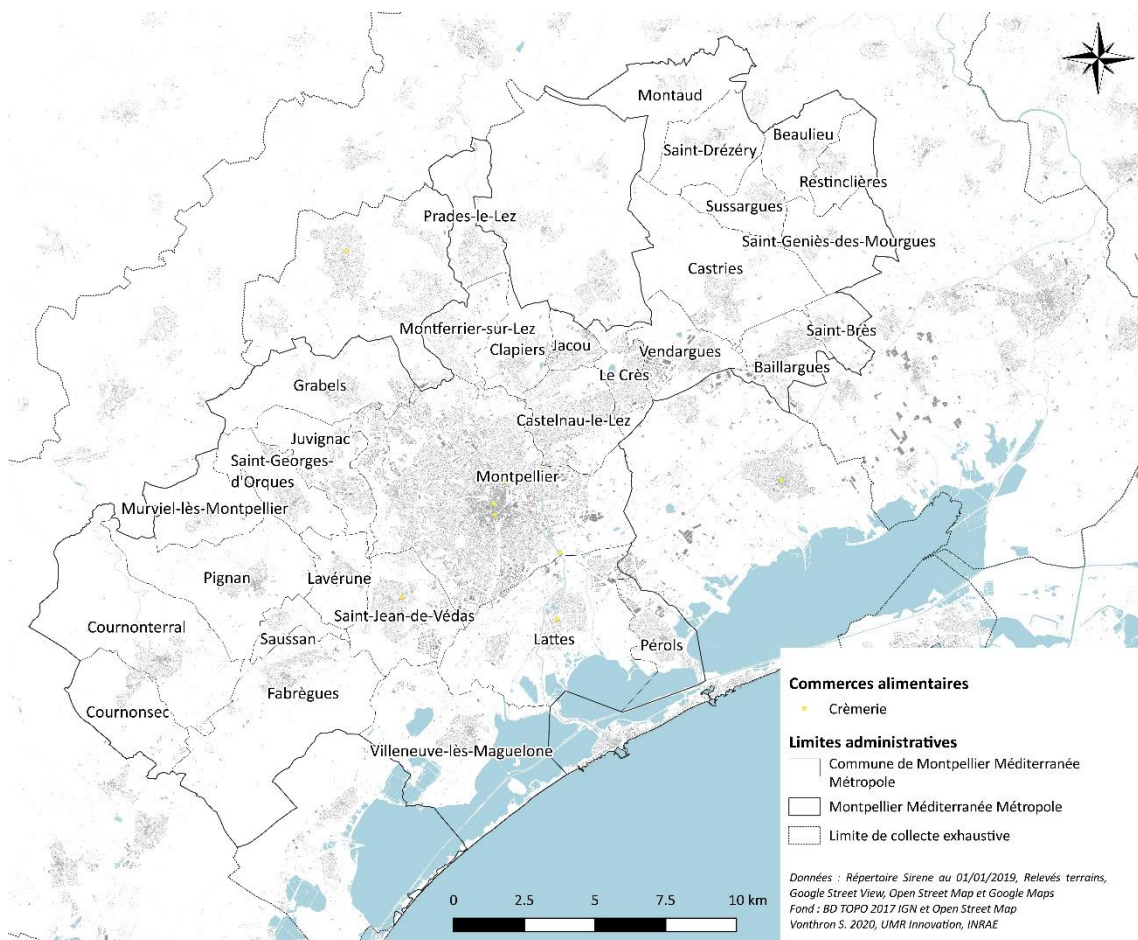 Montaud
Beaulieu
Saint-Drézéry
Restinclières
Sussargues
Prades-le-Lez
Saint-Geniès-des-Mourgues
Castries
Montferrier-sur-Lez
Saint-Brès
Jacou
Vendargues
Clapiers
Baillargues
Le Crès
Grabels
Castelnau-le-Lez
Juvignac
Saint-Georges-
d'Orques
Montpellier
Murviel-lès-Montpellier
Pignan
Lavérune
Saint-Jean-de-Védas
Cournonterral
Saussan
Lattes
Pérols
Fabrègues
Cournonsec
Villeneuve-lès-Maguelone
Commerces alimentaires
Crèmerie
Limites administratives
Commune de Montpellier Méditerranée
Métropole
Montpellier Méditerranée Métropole
Limite de collecte exhaustive
Données : Répertoire Sirene au 01/01/2019, Relevés terrains,
Google Street View, Open Street Map et Google Maps
Fond : BD TOPO 2017 IGN et Open Street Map
Vonthron S. 2020, UMR Innovation, INRAE
0 2.5 5 7.5 10 km